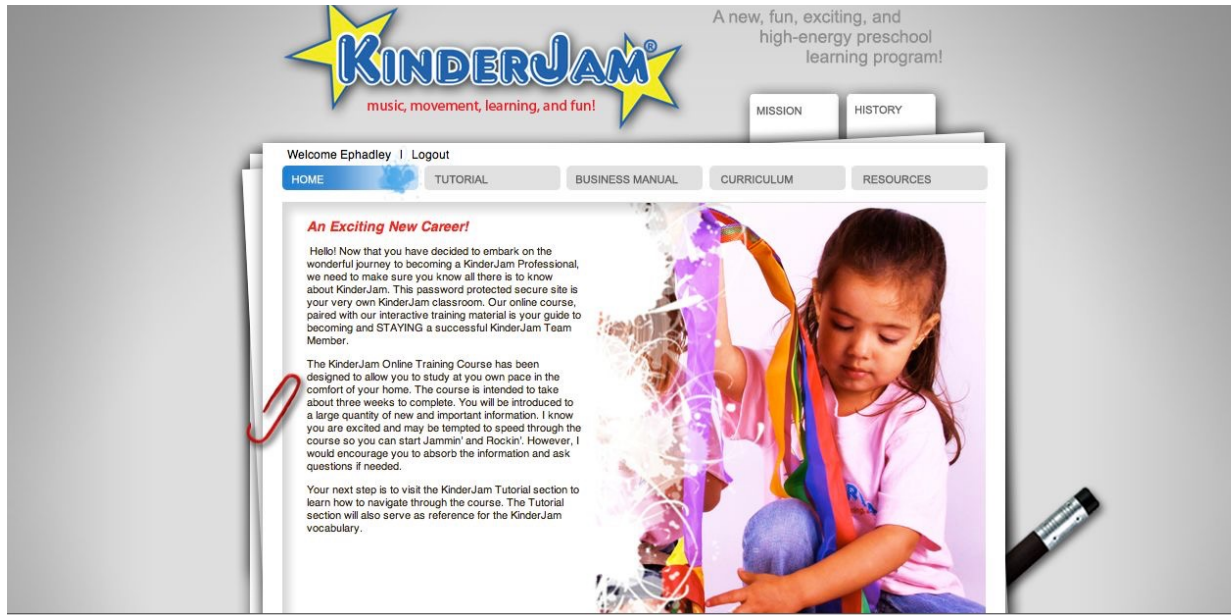 A new, fun, exciting, and
high-energy preschool
learning program!
KINDERJAM®
music, movement, learning, and fun!
MISSION
HISTORY
Welcome Ephadley | Logout
HOME
TUTORIAL
BUSINESS MANUAL
CURRICULUM
RESOURCES
An Exciting New Career!
Hello! Now that you have decided to embark on the
wonderful journey to becoming a KinderJam Professional,
we need to make sure you know all there is to know
about KinderJam. This password protected secure site is
your very own KinderJam classroom. Our online course,
paired with our interactive training material is your guide to
becoming and STAYING a successful KinderJam Team
Member.
The KinderJam Online Training Course has been
designed to allow you to study at you own pace in the
comfort of your home. The course is intended to take
about three weeks to complete. You will be introduced to
a large quantity of new and important information. I know
you are excited and may be tempted to speed through the
course so you can start Jammin' and Rockin'. However, I
would encourage you to absorb the information and ask
questions if needed.
Your next step is to visit the KinderJam Tutorial section to
learn how to navigate through the course. The Tutorial
section will also serve as reference for the KinderJam
vocabulary.